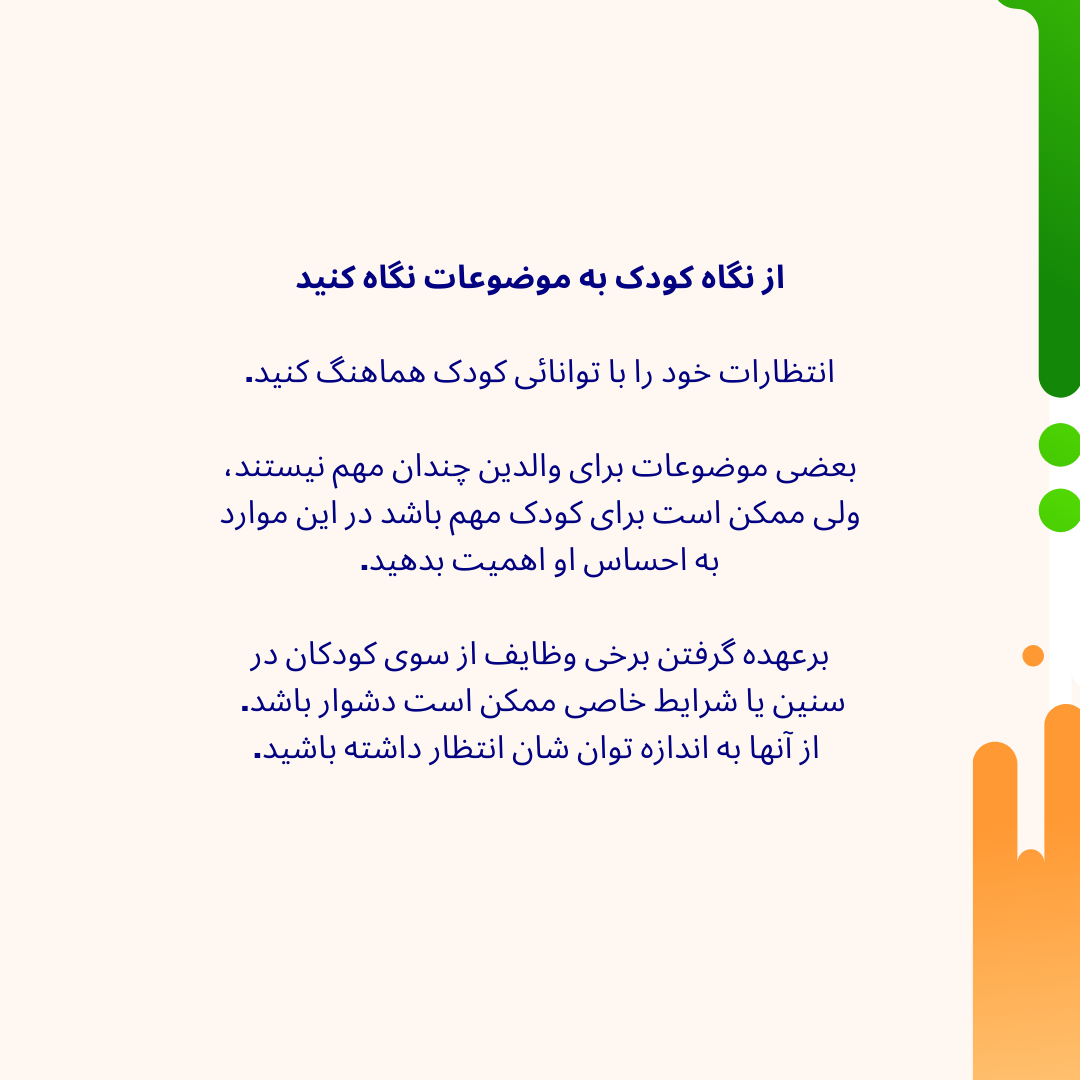 از نگاه کودک به موضوعات نگاه کنید
انتظارات خود را با توانائی کودک هماهنگ کنید.
بعضی موضوعات برای والدین چندان مهم نیستند،
ولی ممکن است برای کودک مهم باشد در این موارد
به احساس او اهمیت بدهید.
برعهده گرفتن برخی وظایف از سوی کودکان در
سنین یا شرایط خاصی ممکن است دشوار باشد.
از آنها به اندازه توان شان انتظار داشته باشید.